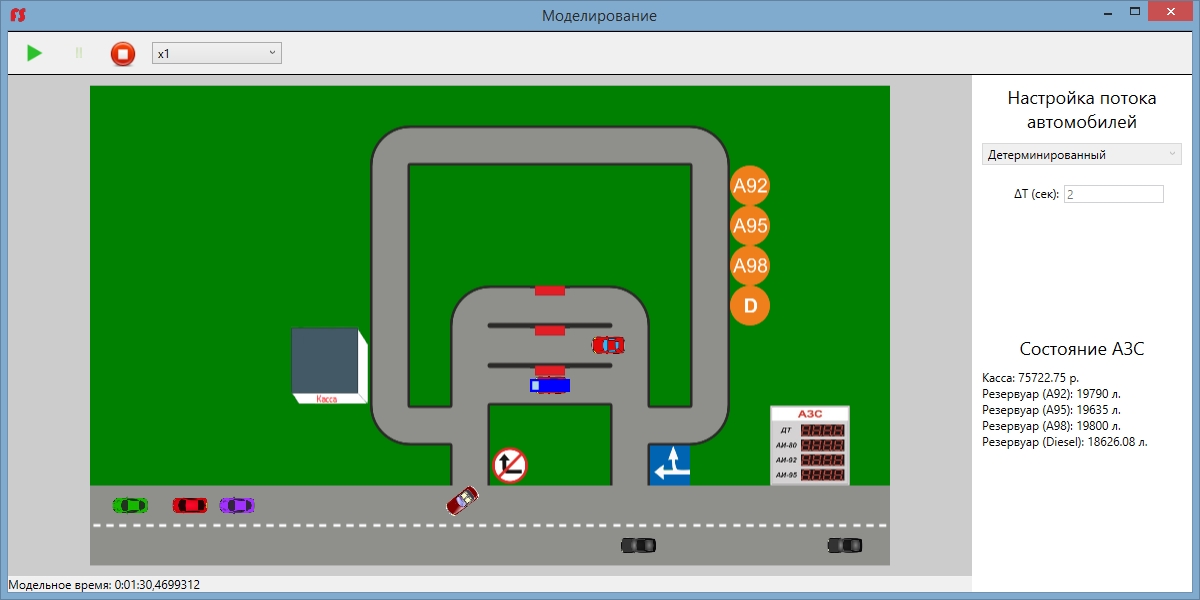 Моделирование
x1
Настройка потока
автомобилей
Детерминированный
ΔT (сек): 2
A92
A95
A98
D
Касса
АЗС
ДТ
АИ-80
АИ-92
АИ-95
Состояние АЗС
Касса: 75722.75 р.
Резервуар (A92): 19790 л.
Резервуар (A95): 19635 л.
Резервуар (A98): 19800 л.
Резервуар (Diesel): 18626.08 л.
Модельное время: 0:01:30,4699312